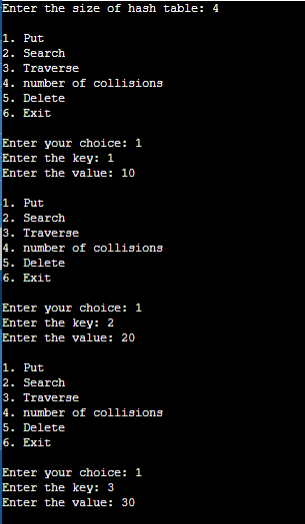 Enter the size of hash table: 4
1. Put
2. Search
3. Traverse
4. number of collisions
5. Delete
6. Exit
Enter your choice: 1
Enter the key: 1
Enter the value: 10
1. Put
2. Search
3. Traverse
4. number of collisions
5. Delete
6. Exit
Enter your choice: 1
Enter the key: 2
Enter the value: 20
1. Put
2. Search
3. Traverse
4. number of collisions
5. Delete
6. Exit
Enter your choice: 1
Enter the key: 3
Enter the value: 30